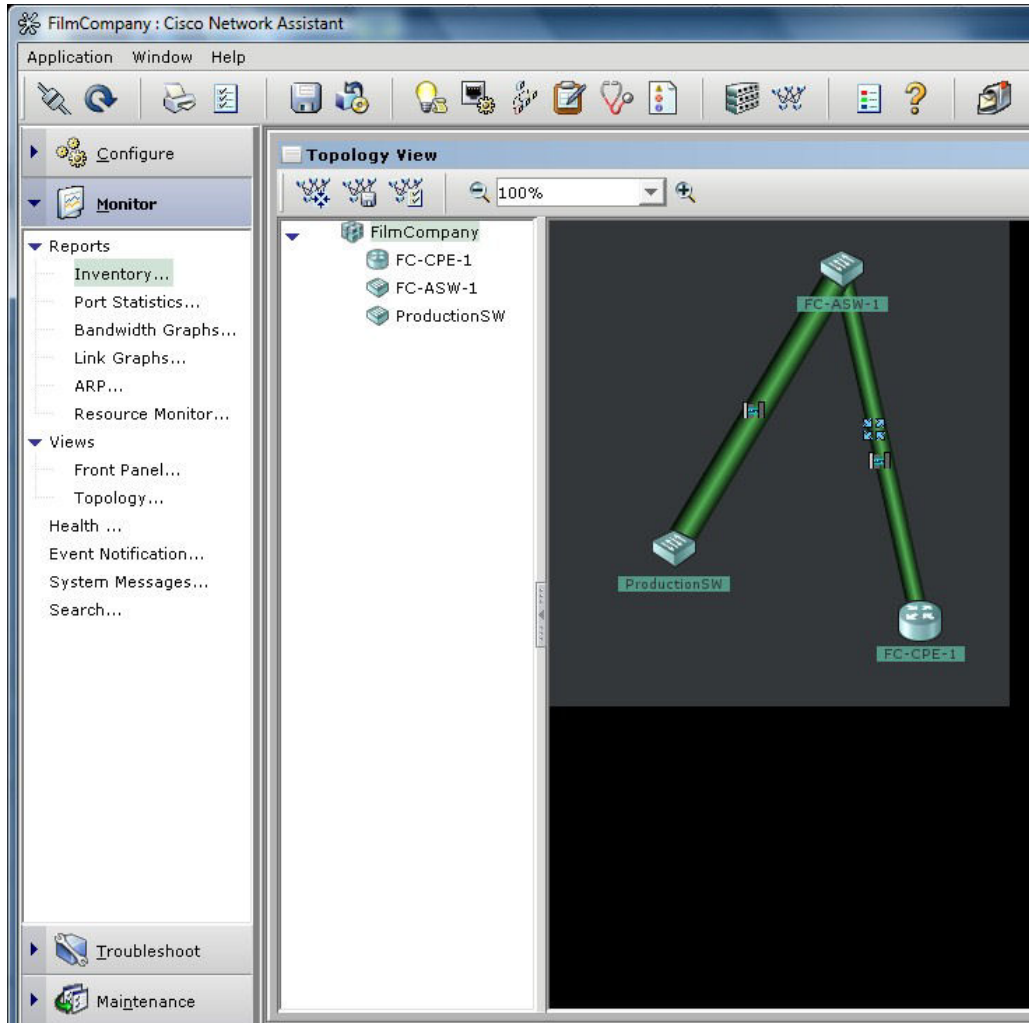 FilmCompany : Cisco Network Assistant
Application Window Help
Configure
Monitor
Reports
Inventory...
Port Statistics...
Bandwidth Graphs...
Link Graphs...
ARP...
Resource Monitor...
Views
Front Panel...
Topology...
Health ...
Event Notification...
System Messages...
Search...
Troubleshoot
Maintenance
Topology View
100%
FilmCompany
FC-CPE-1
FC-ASW-1
ProductionSW
FC-ASW-1
ProductionSW
FC-CPE-1